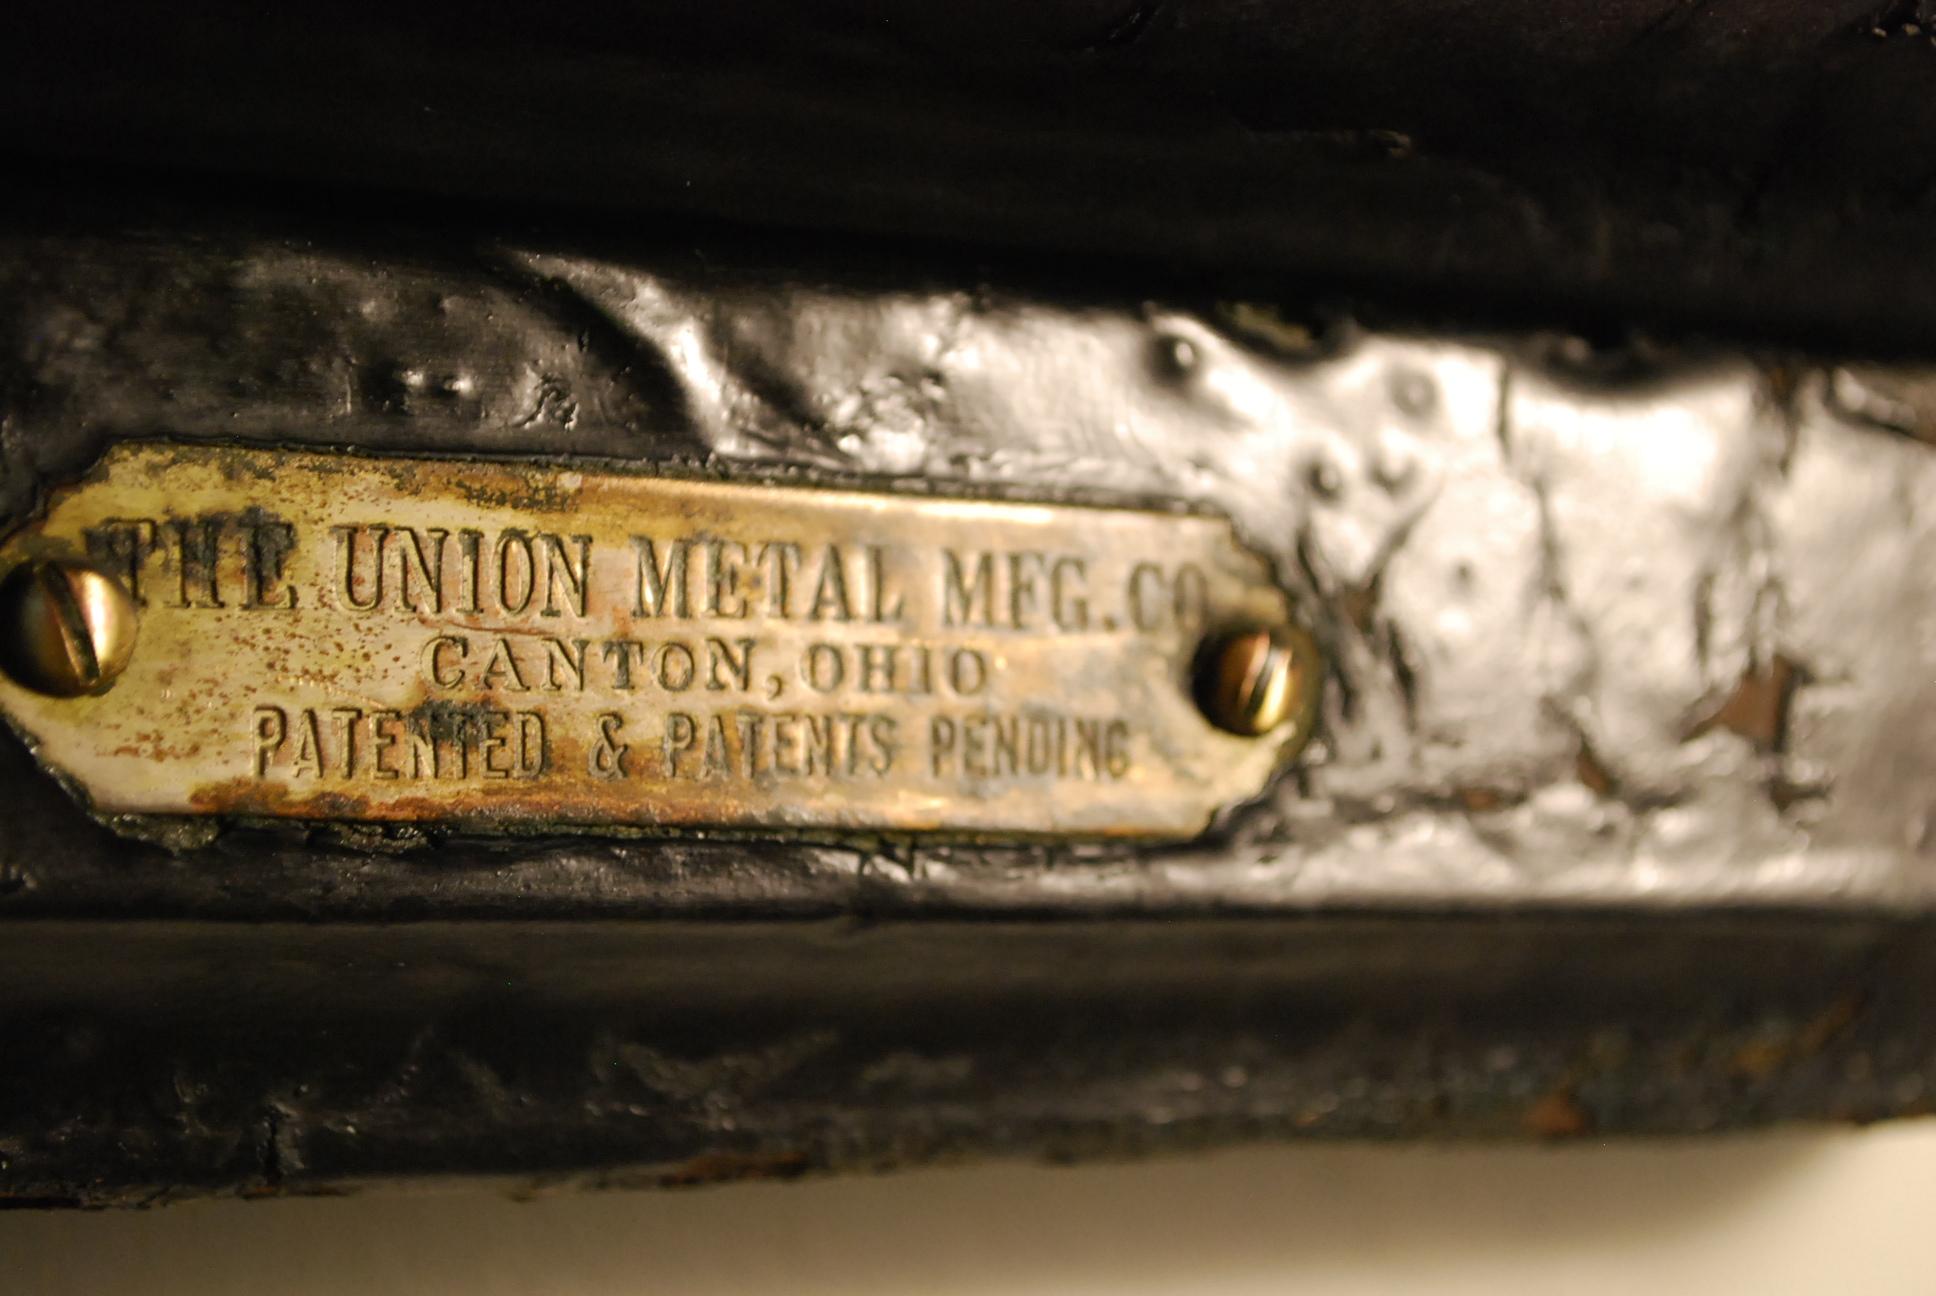 THE UNION METAL MFG.CO
CANTON, OHIO
PATENTED & PATENTS PENDING